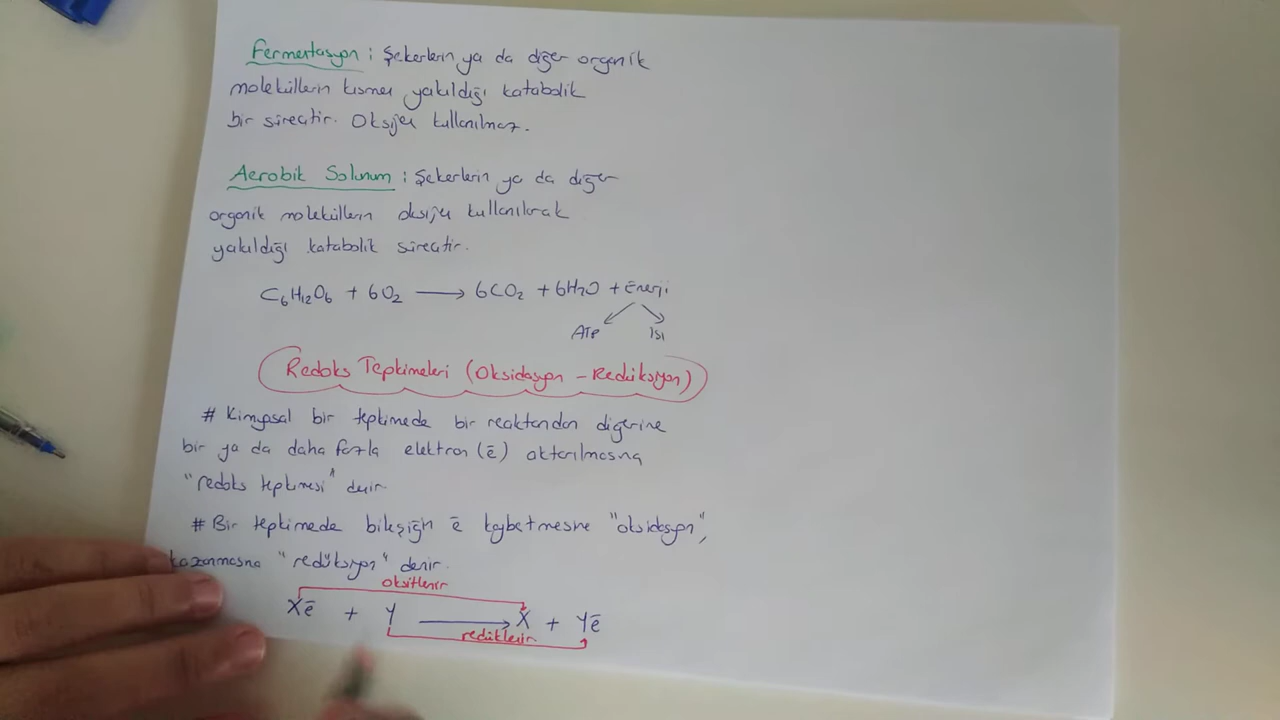 Fermentasyon : Şekerlerin ya da diğer organik
moleküllerin kısmen yakıldığı katabolik
bir süreçtir. Oksijen kullanılmaz.
Aerobik Solunum : Şekerlerin ya da diğer
organik moleküllerin oksijen kullanılarak
yakıldığı katabolik süreçtir.
C₆H₁₂O₆ + 6O₂ → 6CO₂ + 6H₂O + Enerji
ATP Isı
Redoks Tepkimeleri (Oksidasyon - Redüksiyon)
# Kimyasal bir tepkimede bir reaktandan diğerine
bir ya da daha fazla elektron (ē) aktarılmasına
"redoks tepkimesi" denir.
# Bir tepkimede bileşiğin ē kaybetmesine "oksidasyon",
kazanmasına "redüksiyon" denir.
oksitlenir
Xē + Y → X + Yē
redüklenir